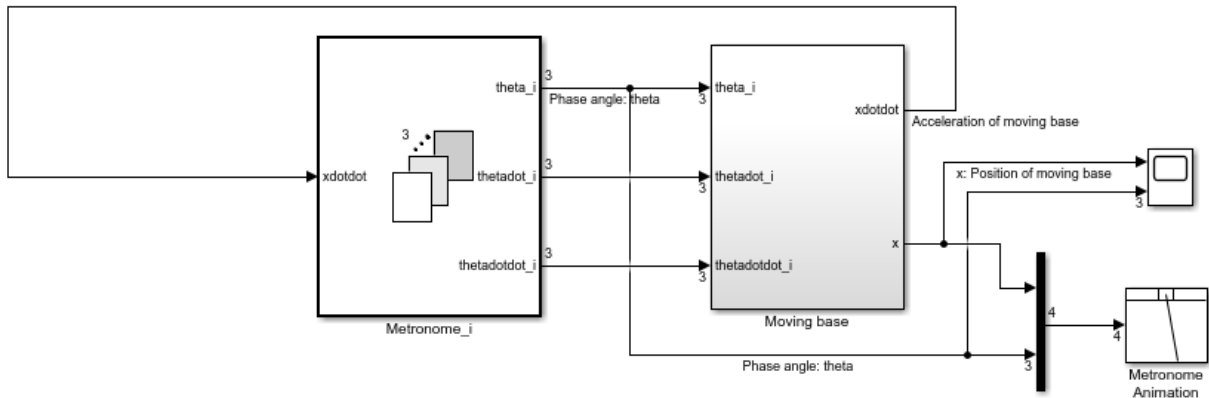 3
theta_i
Phase angle: theta
3
theta_i
xdotdot
Acceleration of moving base
3
xdotdot
3
thetadot_i
3
thetadot_i
x: Position of moving base
3
x
3
thetadotdot_i
3
thetadotdot_i
Metronome_i
Moving base
4
4
Phase angle: theta
3
Metronome
Animation